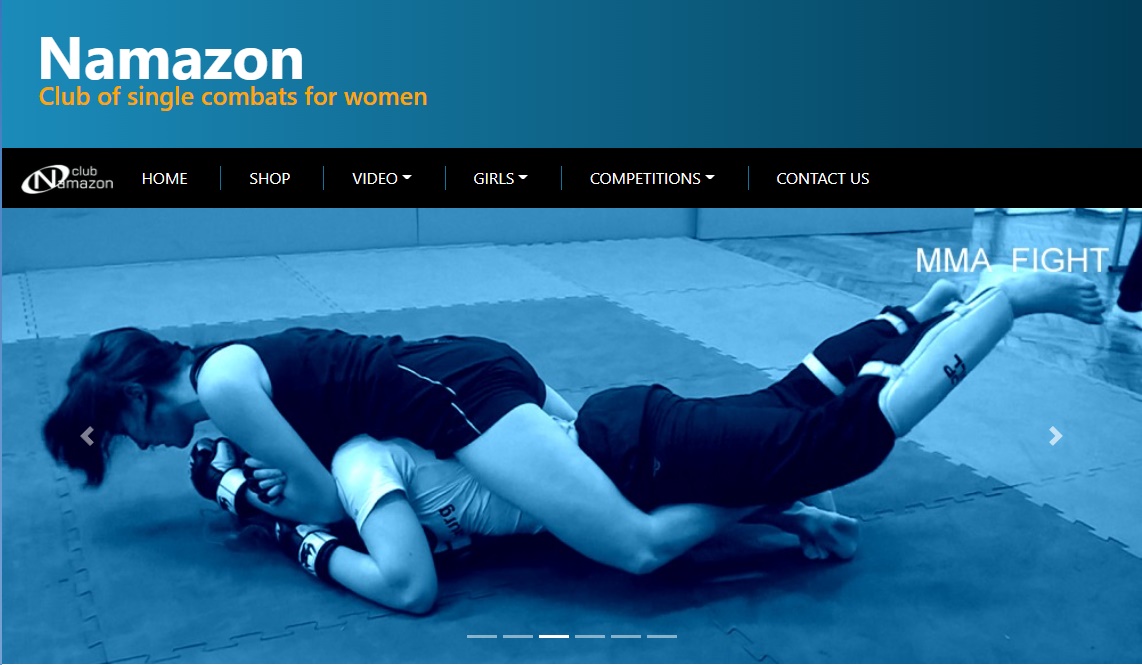 Namazon
Club of single combats for women
club
Namazon
HOME
SHOP
VIDEO
GIRLS
COMPETITIONS
CONTACT US
MMA FIGHT